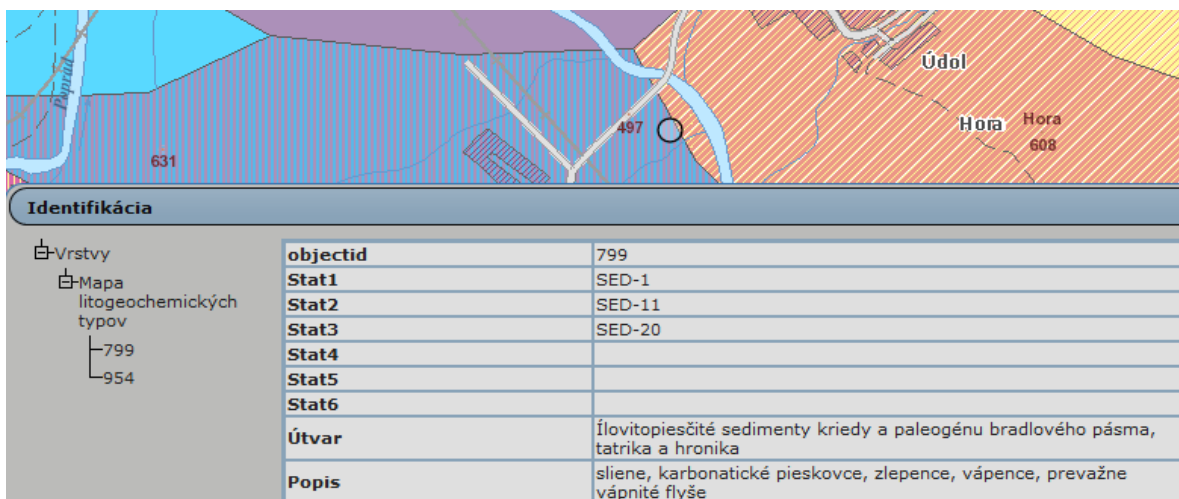 Poprad
Údol
497
Hora
Hora
608
631
Identifikácia
Vrstvy
Mapa
litogeochemických
typov
799
954
objectid 799
Stat1 SED-1
Stat2 SED-11
Stat3 SED-20
Stat4
Stat5
Stat6
Útvar Ílovitopiesčité sedimenty kriedy a paleogénu bradlového pásma,
tatrika a hronika
Popis sliene, karbonatické pieskovce, zlepence, vápence, prevažne
vápnité flyše